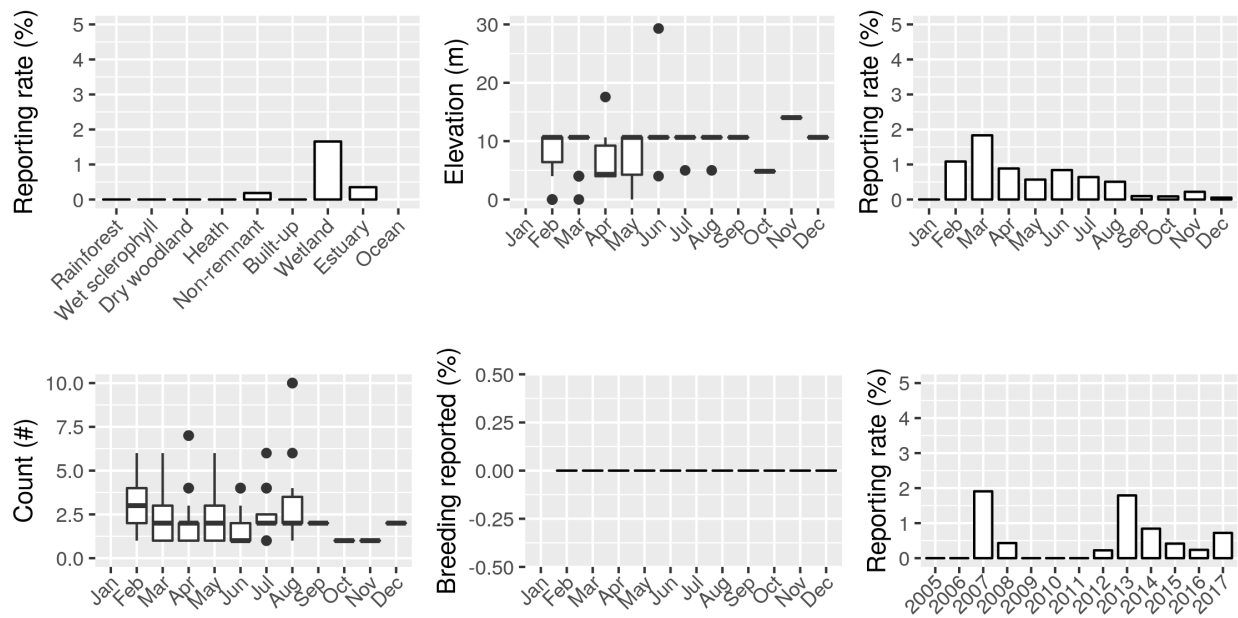 Reporting rate (%)
5
4
3
2
1
0
Rainforest
Wet sclerophyll
Dry woodland
Heath
Non-remnant
Built-up
Wetland
Estuary
Ocean
Elevation (m)
30
20
10
0
Jan
Feb
Mar
Apr
May
Jun
Jul
Aug
Sep
Oct
Nov
Dec
Reporting rate (%)
5
4
3
2
1
0
Jan
Feb
Mar
Apr
May
Jun
Jul
Aug
Sep
Oct
Nov
Dec
Count (#)
10.0
7.5
5.0
2.5
0.0
Jan
Feb
Mar
Apr
May
Jun
Jul
Aug
Sep
Oct
Nov
Dec
Breeding reported (%)
0.50
0.25
0.00
-0.25
-0.50
Jan
Feb
Mar
Apr
May
Jun
Jul
Aug
Sep
Oct
Nov
Dec
Reporting rate (%)
5
4
3
2
1
0
2005
2006
2007
2008
2009
2010
2011
2012
2013
2014
2015
2016
2017